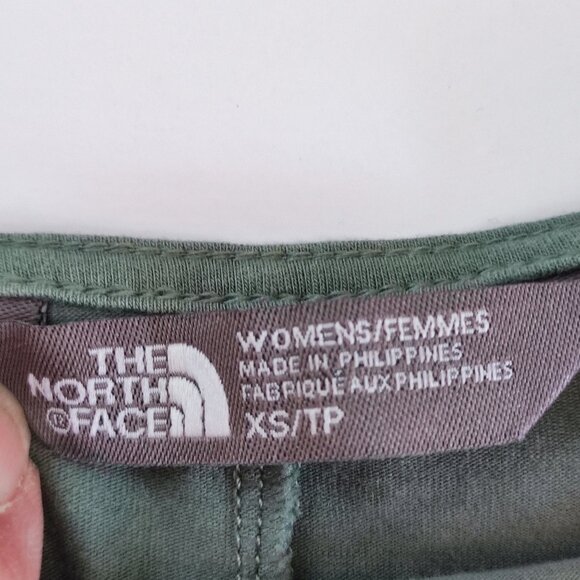 THE
NORTH
®FACE
WOMENS/FEMMES
MADE IN PHILIPPINES
FABRIQUÉ AUX PHILIPPINES
XS/TP